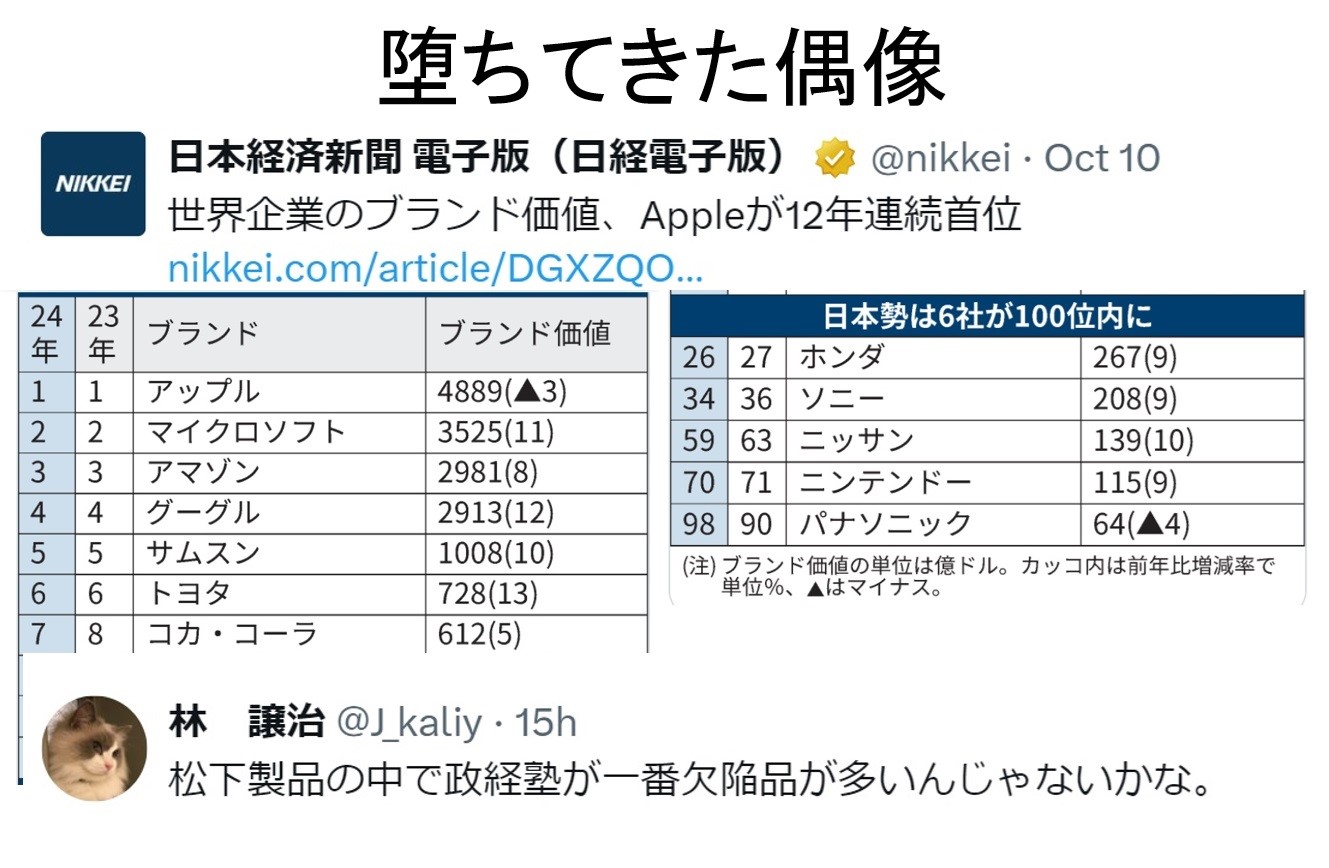 堕ちてきた偶像
NIKKEI
日本経済新聞 電子版（日経電子版） @nikkei · Oct 10
世界企業のブランド価値、Appleが12年連続首位
nikkei.com/article/DGXZQO...
24年 23年 ブランド ブランド価値
1 1 アップル 4889(▲3)
2 2 マイクロソフト 3525(11)
3 3 アマゾン 2981(8)
4 4 グーグル 2913(12)
5 5 サムスン 1008(10)
6 6 トヨタ 728(13)
7 8 コカ・コーラ 612(5)
日本勢は6社が100位内に
26 27 ホンダ 267(9)
34 36 ソニー 208(9)
59 63 ニッサン 139(10)
70 71 ニンテンドー 115(9)
98 90 パナソニック 64(▲4)
(注) ブランド価値の単位は億ドル。カッコ内は前年比増減率で
単位%、▲はマイナス。
林　譲治 @J_kaliy · 15h
松下製品の中で政経塾が一番欠陥品が多いんじゃないかな。